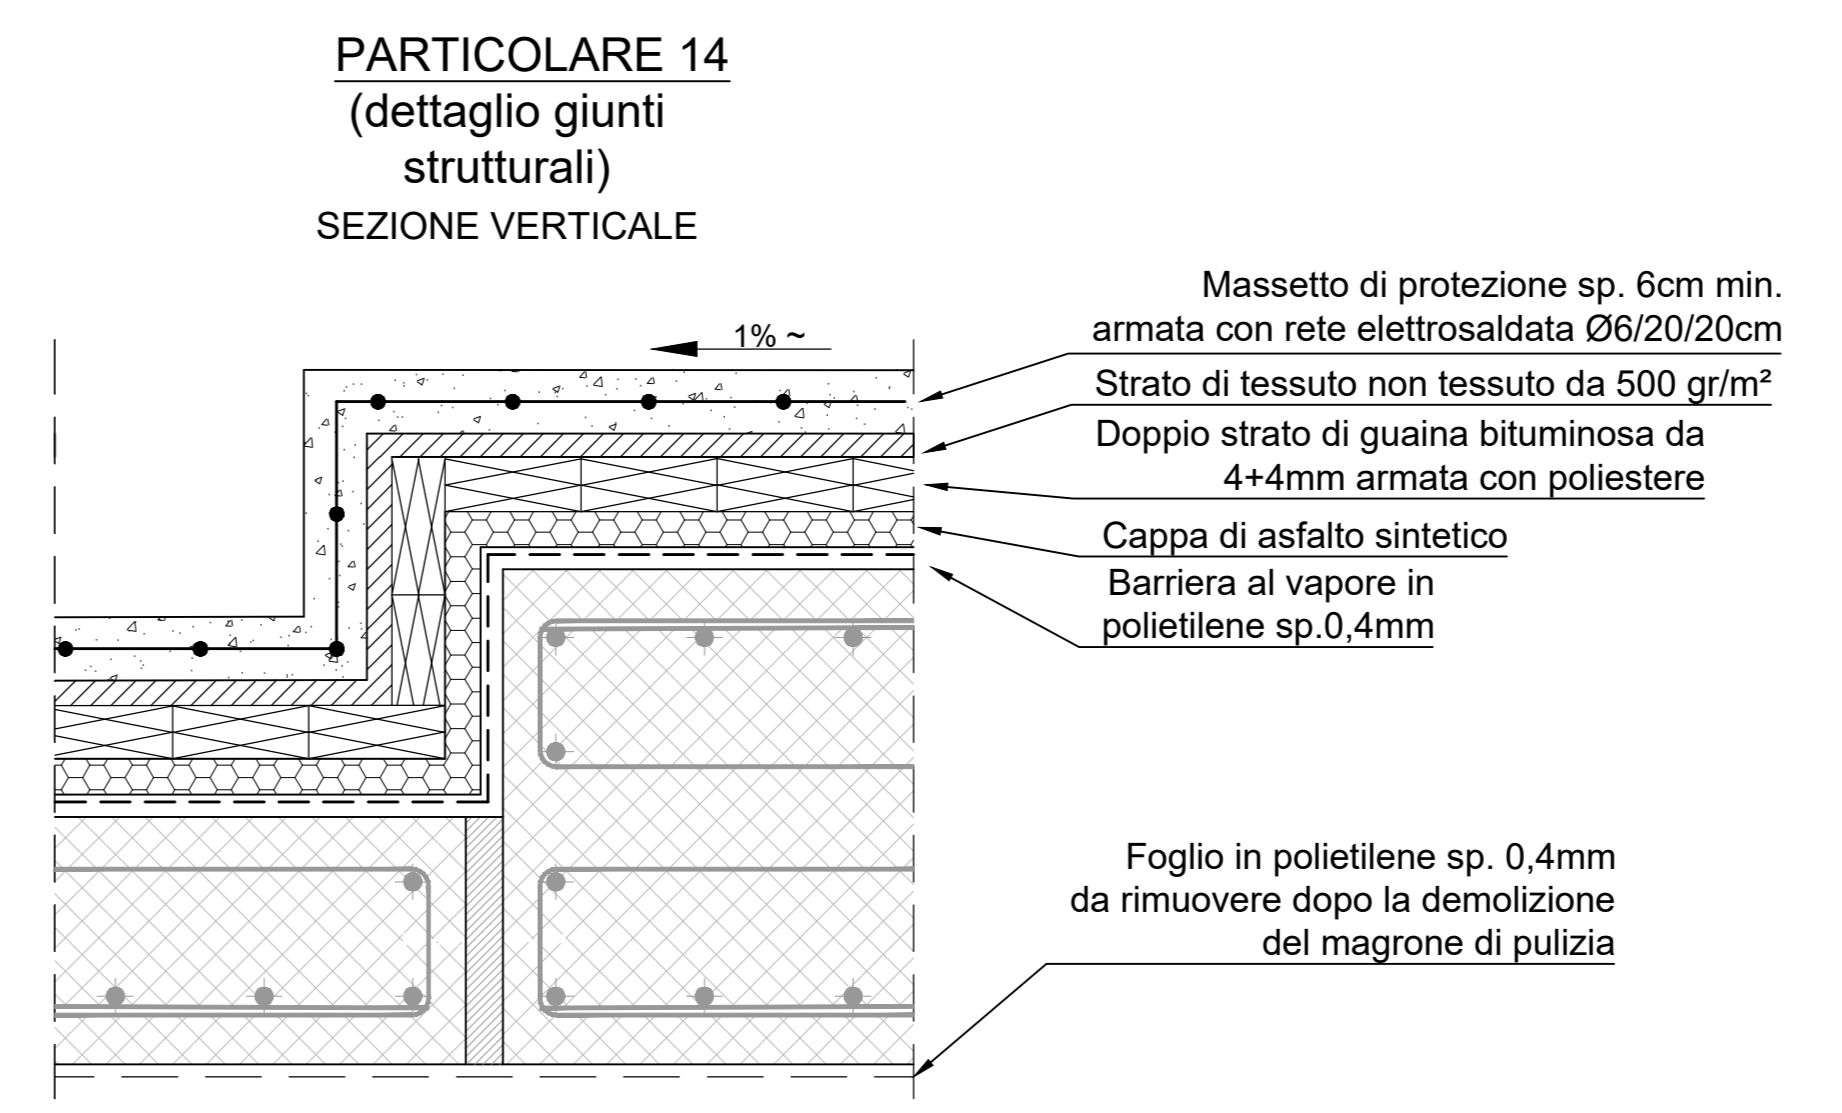 PARTICOLARE 14
(dettaglio giunti
strutturali)
SEZIONE VERTICALE
1% ~
Massetto di protezione sp. 6cm min.
armata con rete elettrosaldata Ø6/20/20cm
Strato di tessuto non tessuto da 500 gr/m²
Doppio strato di guaina bituminosa da
4+4mm armata con poliestere
Cappa di asfalto sintetico
Barriera al vapore in
polietilene sp.0,4mm
Foglio in polietilene sp. 0,4mm
da rimuovere dopo la demolizione
del magrone di pulizia